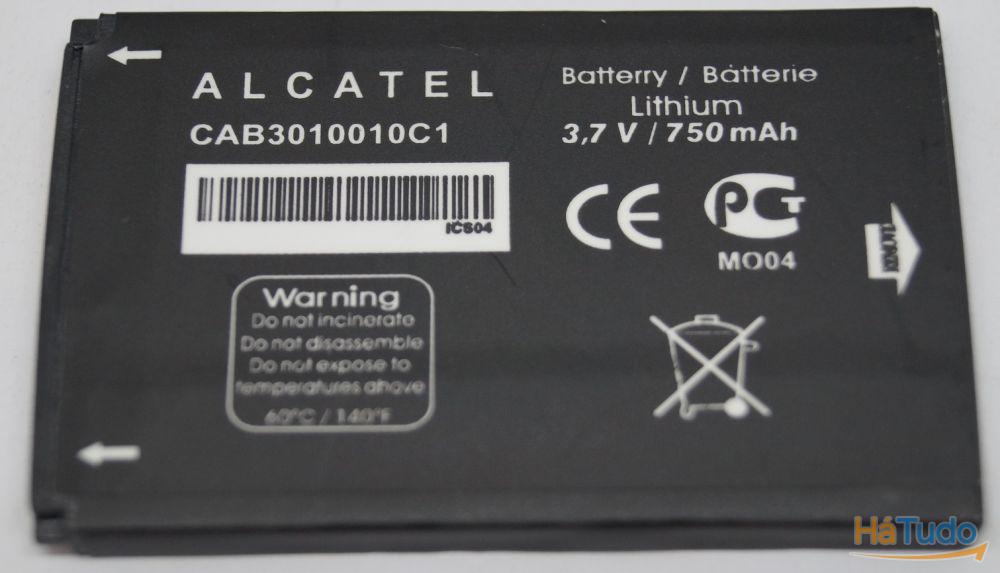 ALCATEL
CAB3010010C1
ICS04
Batterry / Bàtterie
Lithium
3,7 V / 750 mAh
CE
PCT
MO04
Warning
Do not incinerate
Do not disassemble
Do not expose to
temperatures above
60°C / 140°F
HáTudo